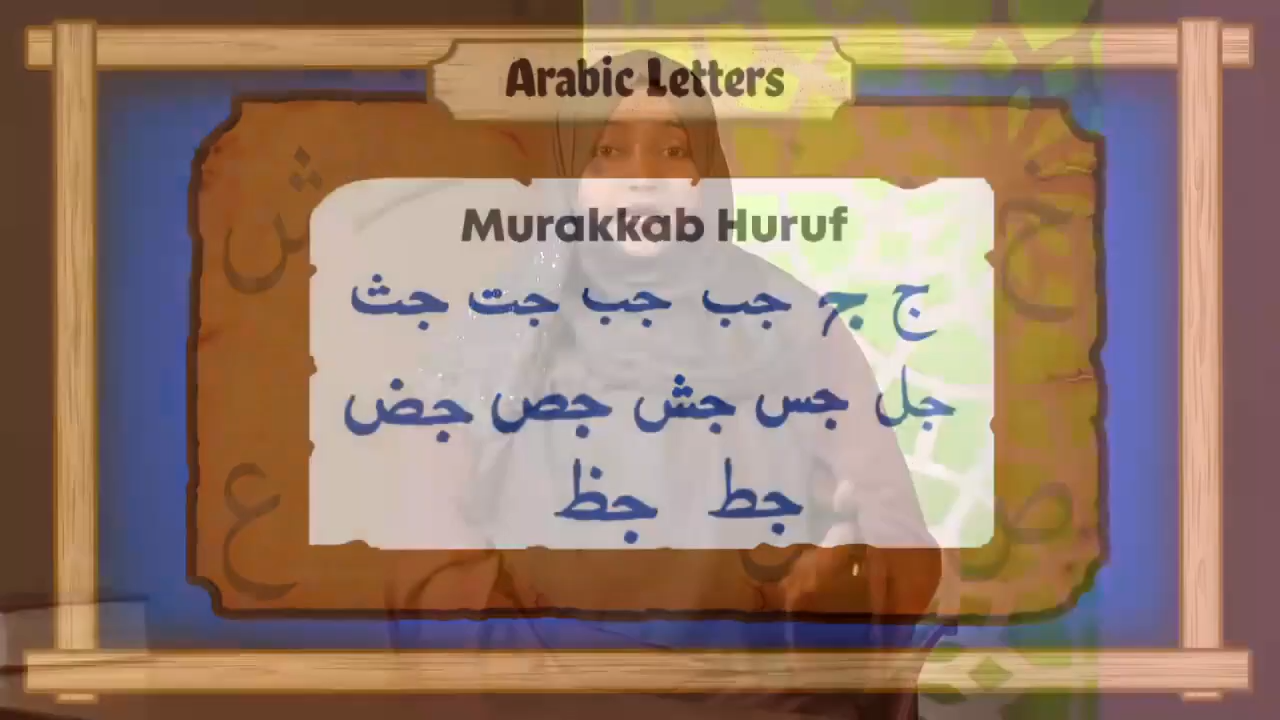 Arabic Letters
Murakkab Huruf
ج ج جب جب جت جث
جل جس جش جص جض
جط جظ
ش
ع
ص